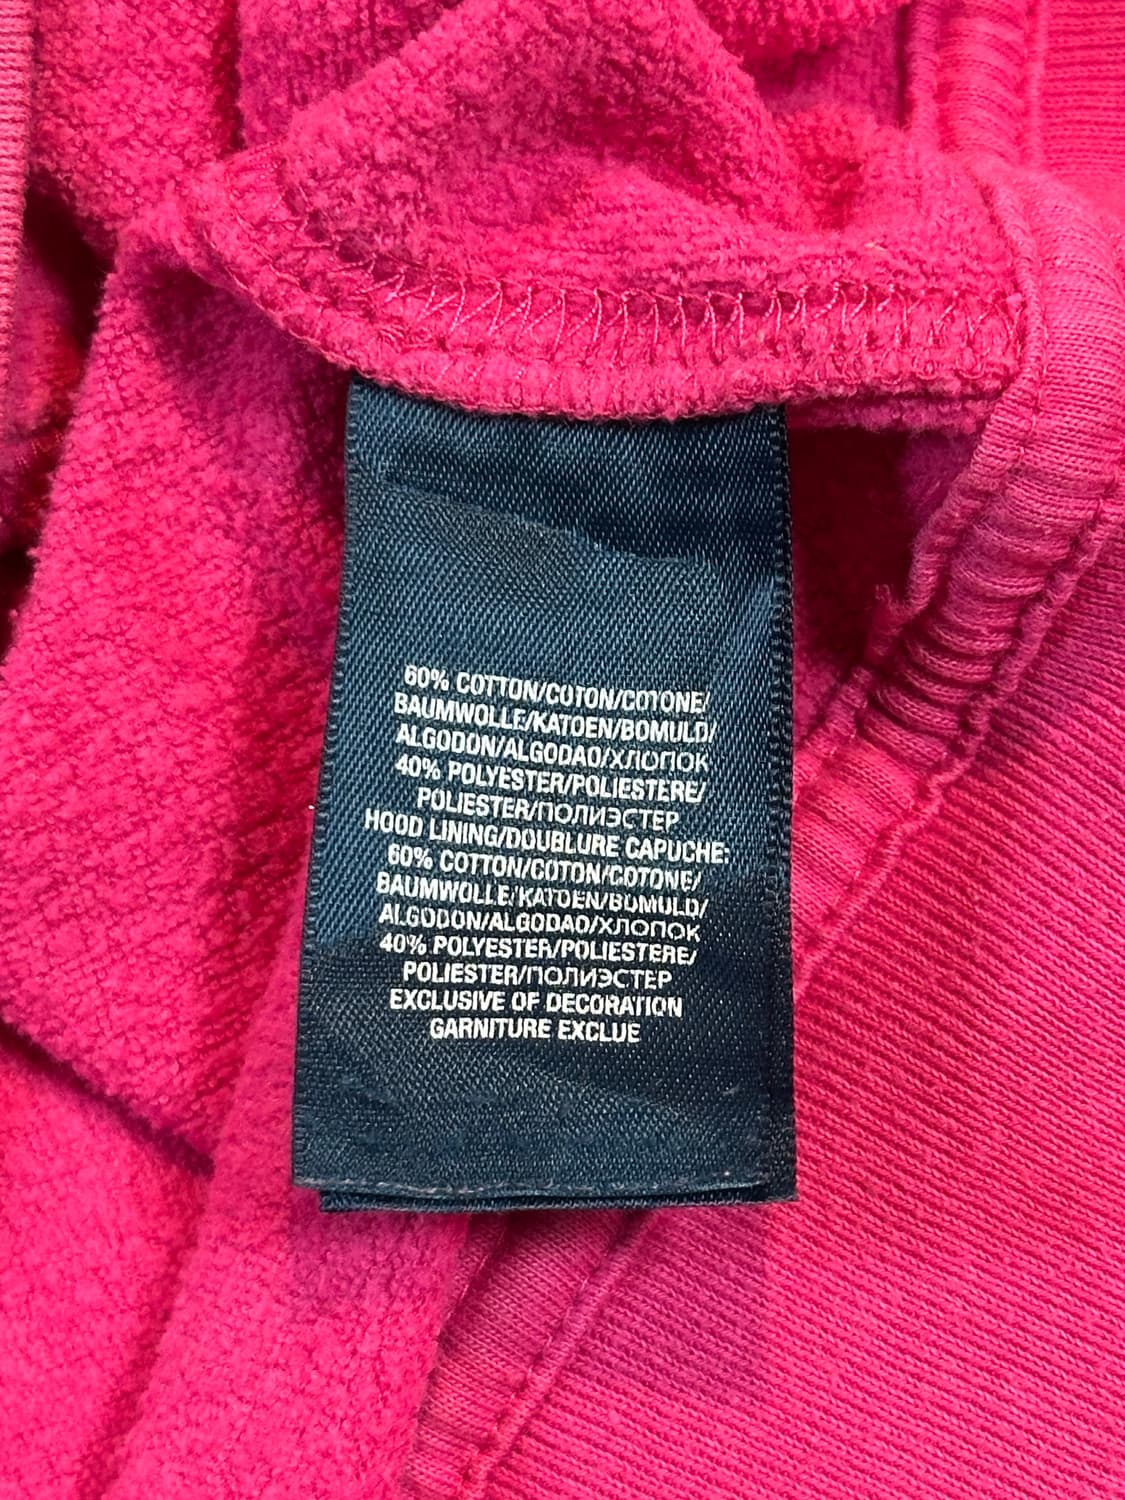 60% COTTON/COTON/COTONE/
BAUMWOLLE/KATOEN/BOMULD/
ALGODON/ALGODAO/ХЛОПОК
40% POLYESTER/POLIESTERE/
POLIESTER/ПОЛИЭСТЕР
HOOD LINING/DOUBLURE CAPUCHE:
60% COTTON/COTON/COTONE/
BAUMWOLLE/KATOEN/BOMULD/
ALGODON/ALGODAO/ХЛОПОК
40% POLYESTER/POLIESTERE/
POLIESTER/ПОЛИЭСТЕР
EXCLUSIVE OF DECORATION
GARNITURE EXCLUE